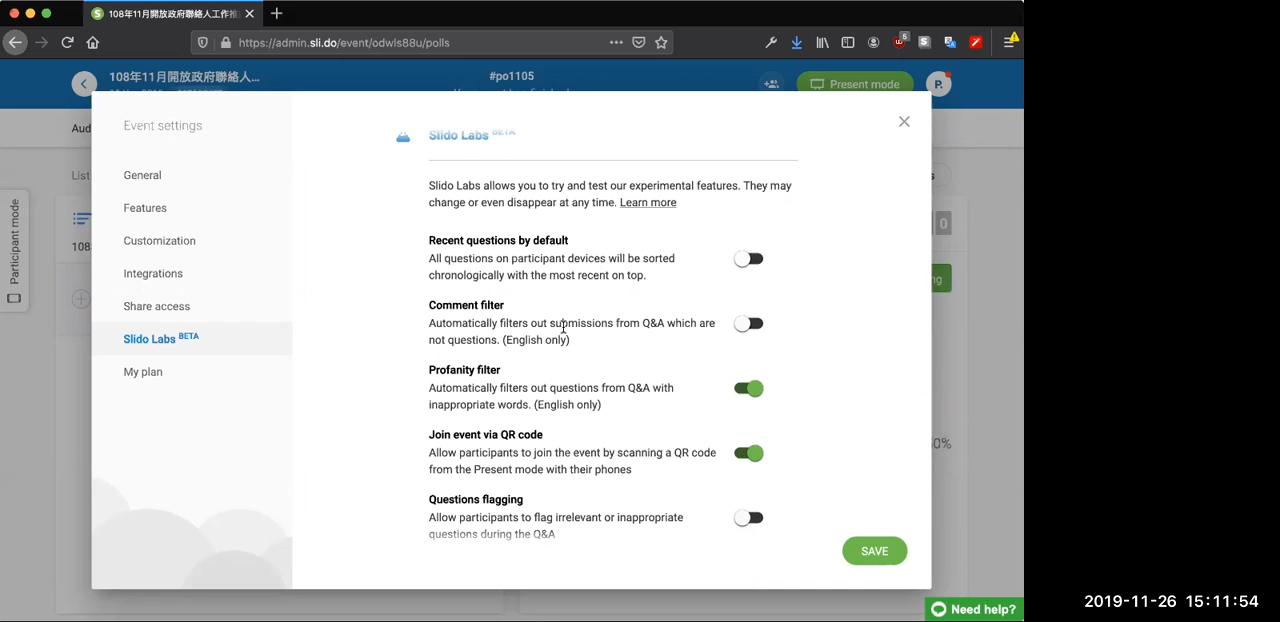 108年11月開放政府聯絡人工作推
https://admin.sli.do/event/odwls88u/polls
5
108年11月開放政府聯絡人...
#po1105
Present mode
P.
Event settings
Aud
Slido Labs BETA
General
List
Slido Labs allows you to try and test our experimental features. They may
change or even disappear at any time. Learn more
Features
Participant mode
0
108
Customization
Recent questions by default
All questions on participant devices will be sorted
chronologically with the most recent on top.
Integrations
ng
Share access
Comment filter
Automatically filters out submissions from Q&A which are
not questions. (English only)
Slido Labs BETA
My plan
Profanity filter
Automatically filters out questions from Q&A with
inappropriate words. (English only)
Join event via QR code
Allow participants to join the event by scanning a QR code
from the Present mode with their phones
0%
Questions flagging
Allow participants to flag irrelevant or inappropriate
questions during the Q&A
SAVE
Need help?
2019-11-26 15:11:54